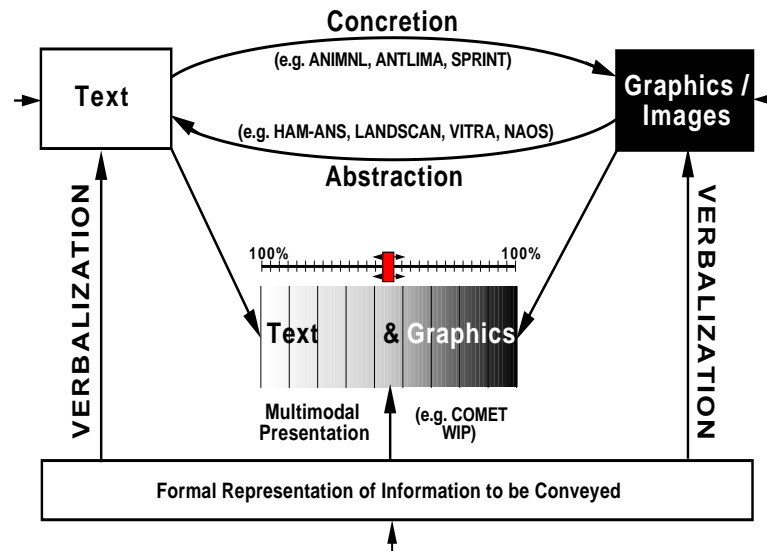 Concretion
(e.g. ANIMNL, ANTLIMA, SPRINT)
Text
Graphics /
Images
(e.g. HAM-ANS, LANDSCAN, VITRA, NAOS)
Abstraction
VERBALIZATION
VERBALIZATION
100%
100%
Text & Graphics
Multimodal
Presentation
(e.g. COMET
WIP)
Formal Representation of Information to be Conveyed